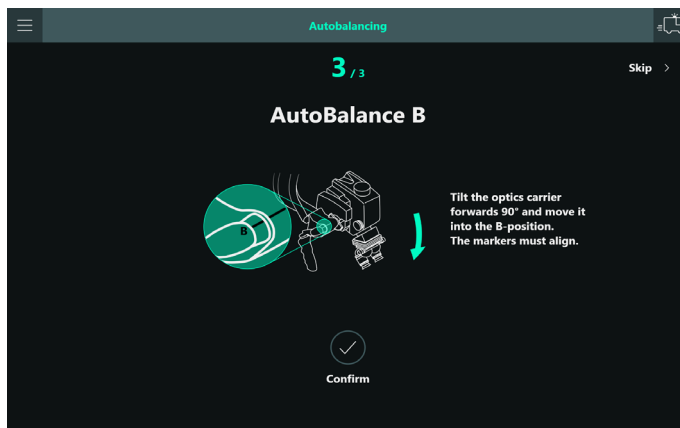 Autobalancing
3 / 3
Skip
AutoBalance B
B
Tilt the optics carrier
forwards 90° and move it
into the B-position.
The markers must align.
Confirm